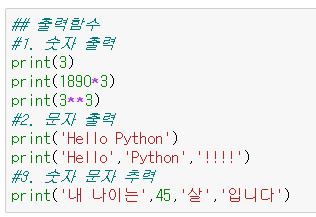 ## 출력함수
#1. 숫자 출력
print(3)
print(1890*3)
print(3**3)
#2. 문자 출력
print('Hello Python')
print('Hello','Python','!!!!')
#3. 숫자 문자 추력
print('내 나이는',45,'살','입니다')